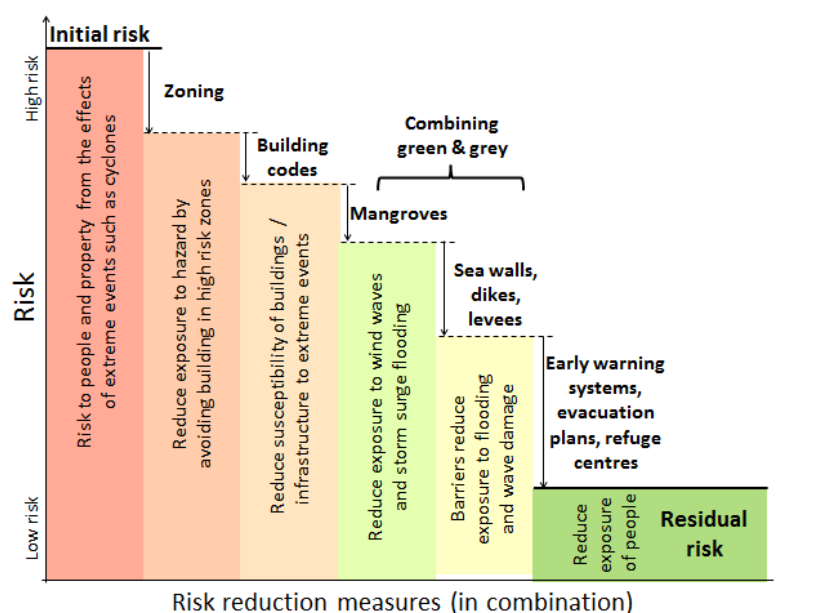 Initial risk
High risk
Risk
Low risk
Risk to people and property from the effects
of extreme events such as cyclones
Zoning
Reduce exposure to hazard by
avoiding building in high risk zones
Building
codes
Reduce susceptibility of buildings /
infrastructure to extreme events
Combining
green & grey
Mangroves
Reduce exposure to wind waves
and storm surge flooding
Sea walls,
dikes,
levees
Barriers reduce
exposure to flooding
and wave damage
Early warning
systems,
evacuation
plans, refuge
centres
Reduce
exposure
of people
Residual
risk
Risk reduction measures (in combination)